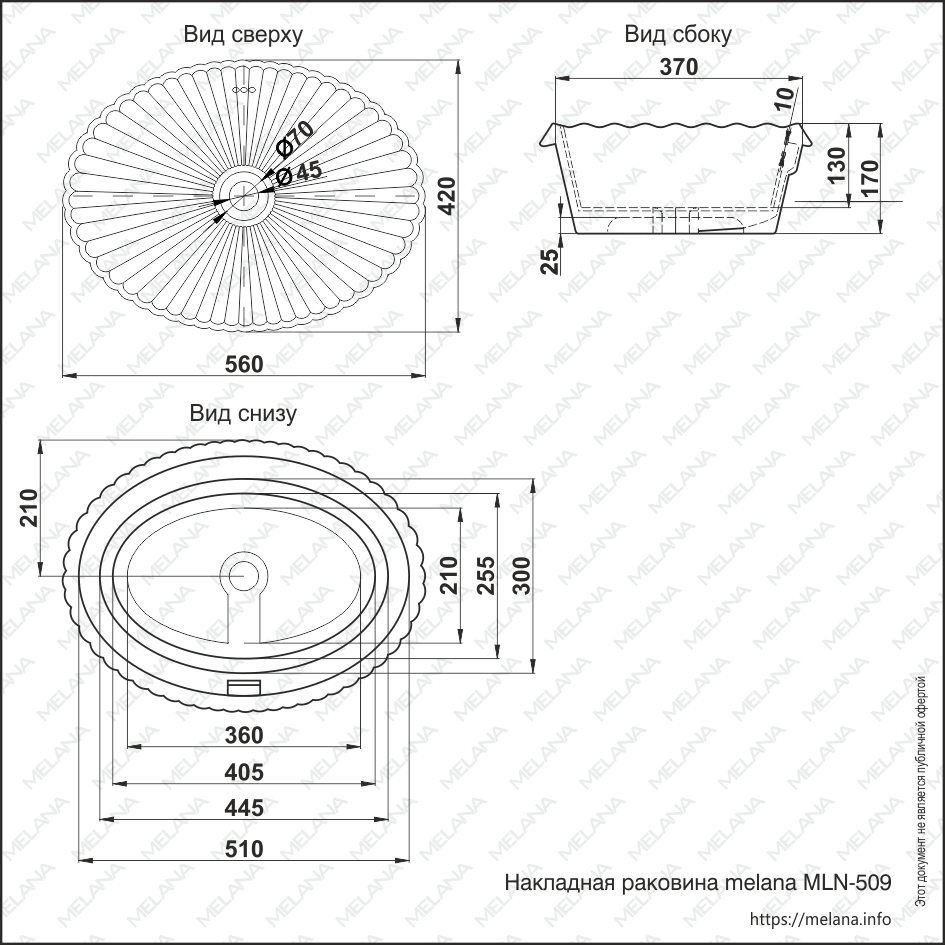 Вид сверху
Вид сбоку
370
10
Ø70
Ø45
420
130
170
25
560
Вид снизу
210
210
255
300
360
405
445
510
Накладная раковина melana MLN-509
https://melana.info
Этот документ не является публичной офертой
MELANA